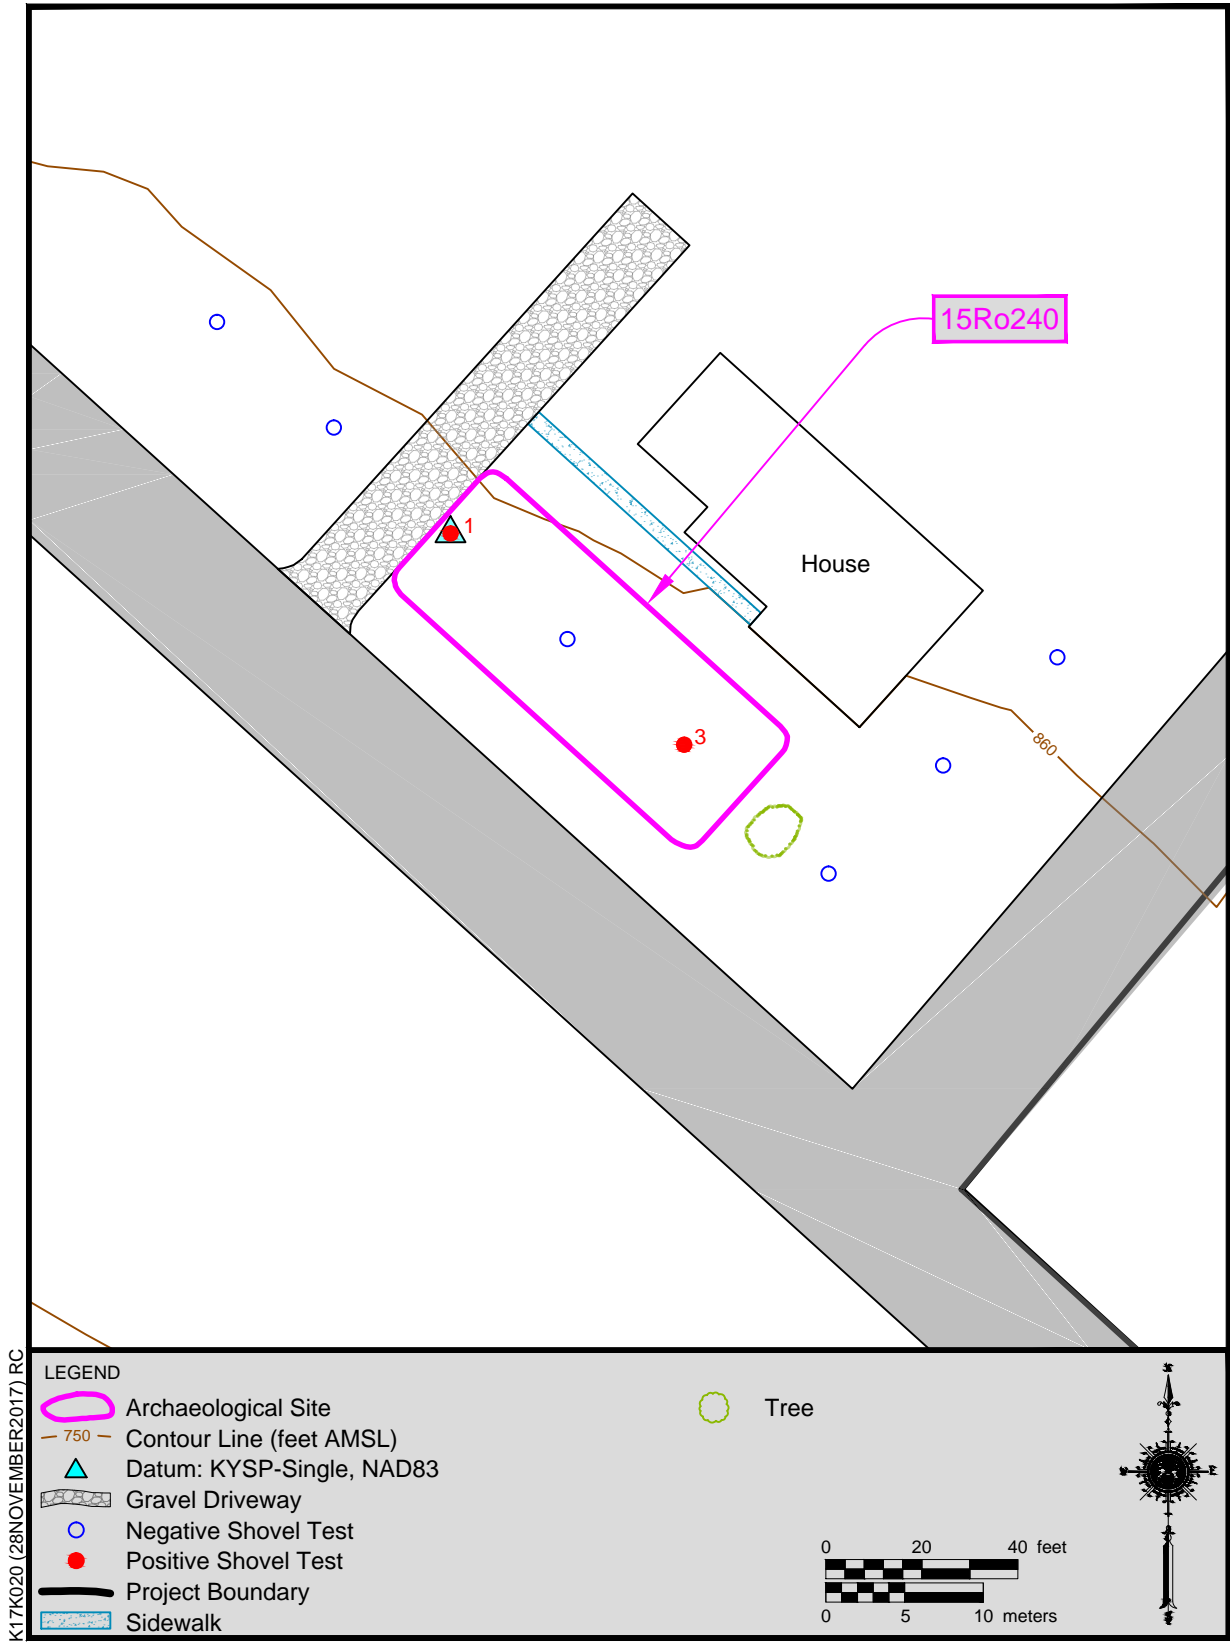 15Ro240
1
House
3
860
LEGEND
Archaeological Site
750
Contour Line (feet AMSL)
Datum: KYSP-Single, NAD83
Gravel Driveway
Negative Shovel Test
Positive Shovel Test
Project Boundary
Sidewalk
Tree
0 20 40 feet
0 5 10 meters
K17K020 (28NOVEMBER2017) RC